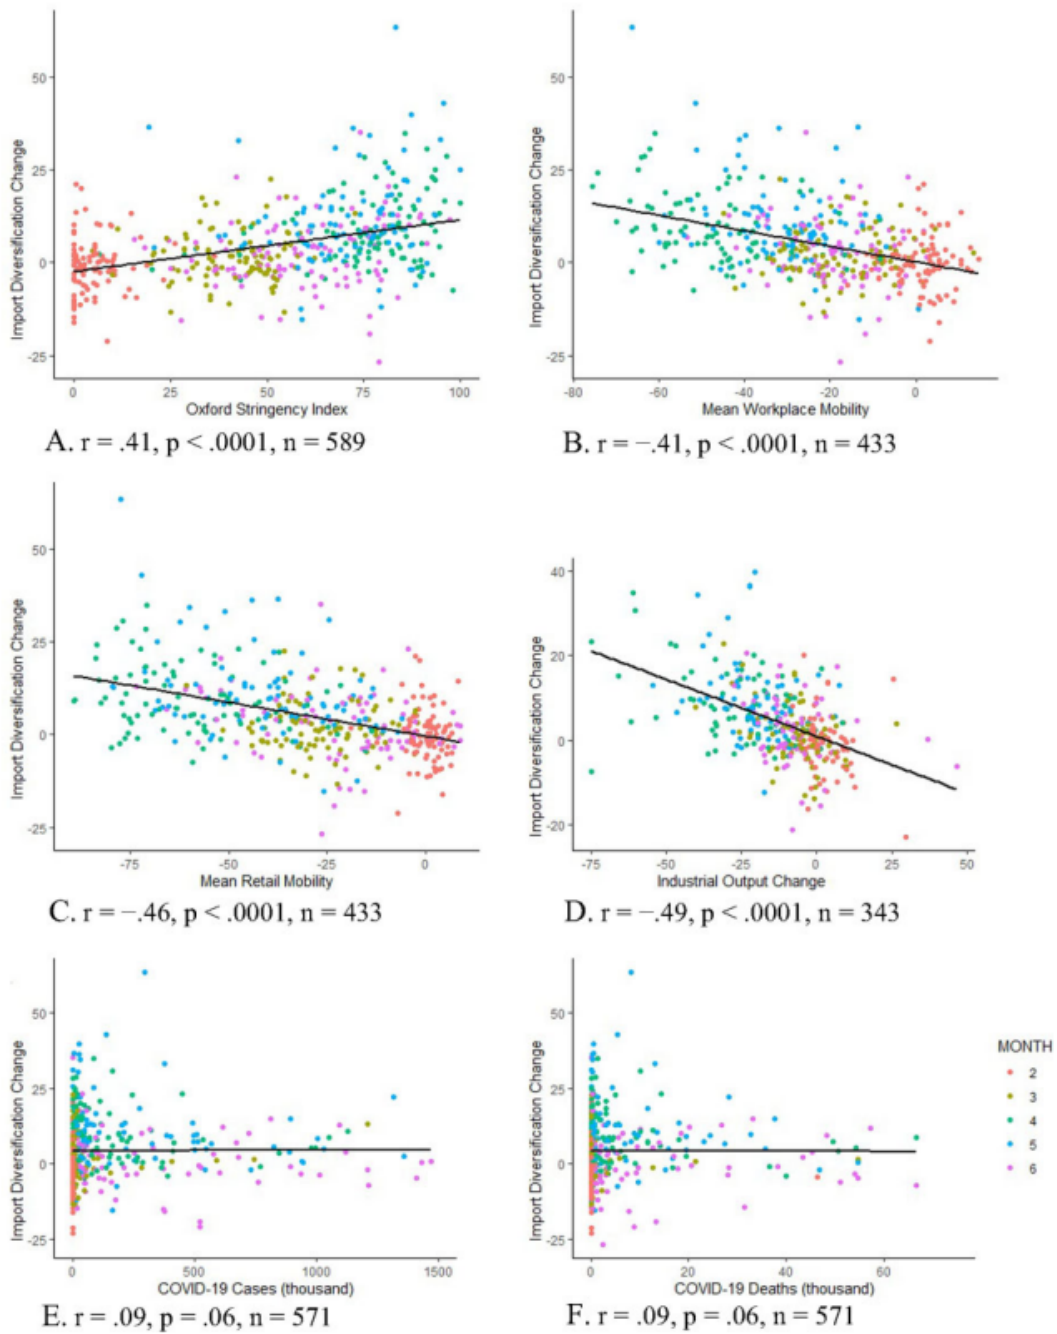 50
25
0
-25
Import Diversification Change
0 25 50 75 100
Oxford Stringency Index
A. r = .41, p < .0001, n = 589
50
25
0
-25
Import Diversification Change
-80 -60 -40 -20 0
Mean Workplace Mobility
B. r = −.41, p < .0001, n = 433
50
25
0
-25
Import Diversification Change
-75 -50 -25 0
Mean Retail Mobility
C. r = −.46, p < .0001, n = 433
40
20
0
-20
Import Diversification Change
-75 -50 -25 0 25 50
Industrial Output Change
D. r = −.49, p < .0001, n = 343
50
25
0
-25
Import Diversification Change
0 500 1000 1500
COVID-19 Cases (thousand)
E. r = .09, p = .06, n = 571
50
25
0
-25
Import Diversification Change
0 20 40 60
COVID-19 Deaths (thousand)
F. r = .09, p = .06, n = 571
MONTH
2
3
4
5
6